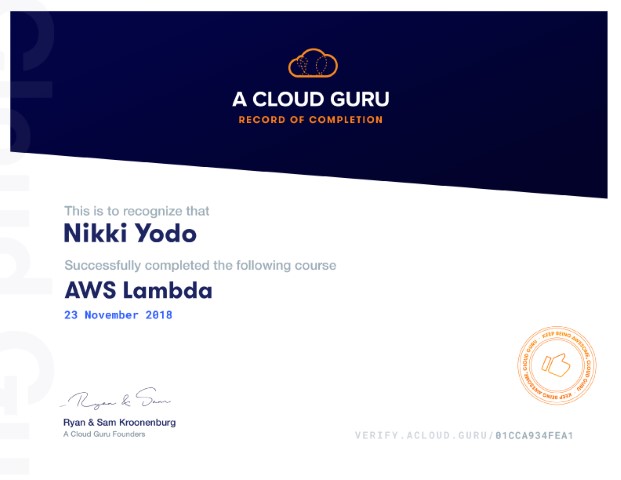 A CLOUD GURU
RECORD OF COMPLETION
This is to recognize that
Nikki Yodo
Successfully completed the following course
AWS Lambda
23 November 2018
KEEP BEING AWESOME, CLOUD GURU
KEEP BEING AWESOME, CLOUD GURU
Ryan & Sam
Ryan & Sam Kroonenburg
A Cloud Guru Founders
VERIFY.ACLOUD.GURU/01CCA934FEA1
Cloud Guru